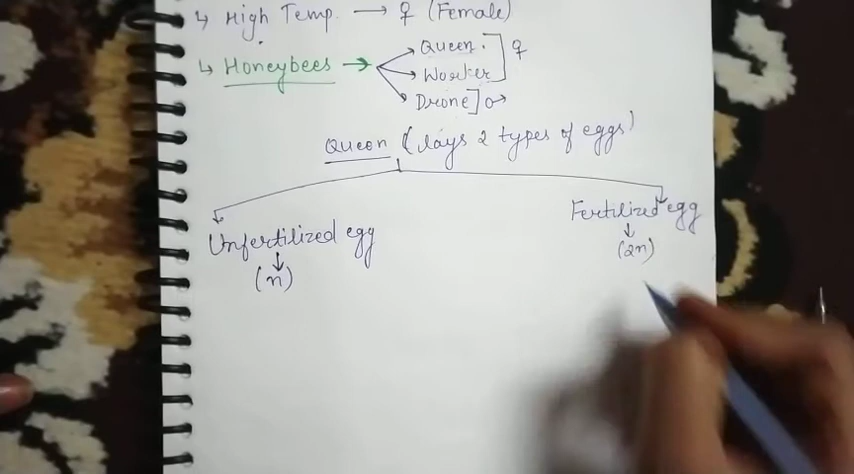 ↳ High Temp. → ♀ (Female)
↳ Honeybees → Queen. ] ♀
Worker
Drone ] ♂
Queen (lays 2 types of eggs)
Unfertilized egg
(n)
Fertilized egg
(2n)